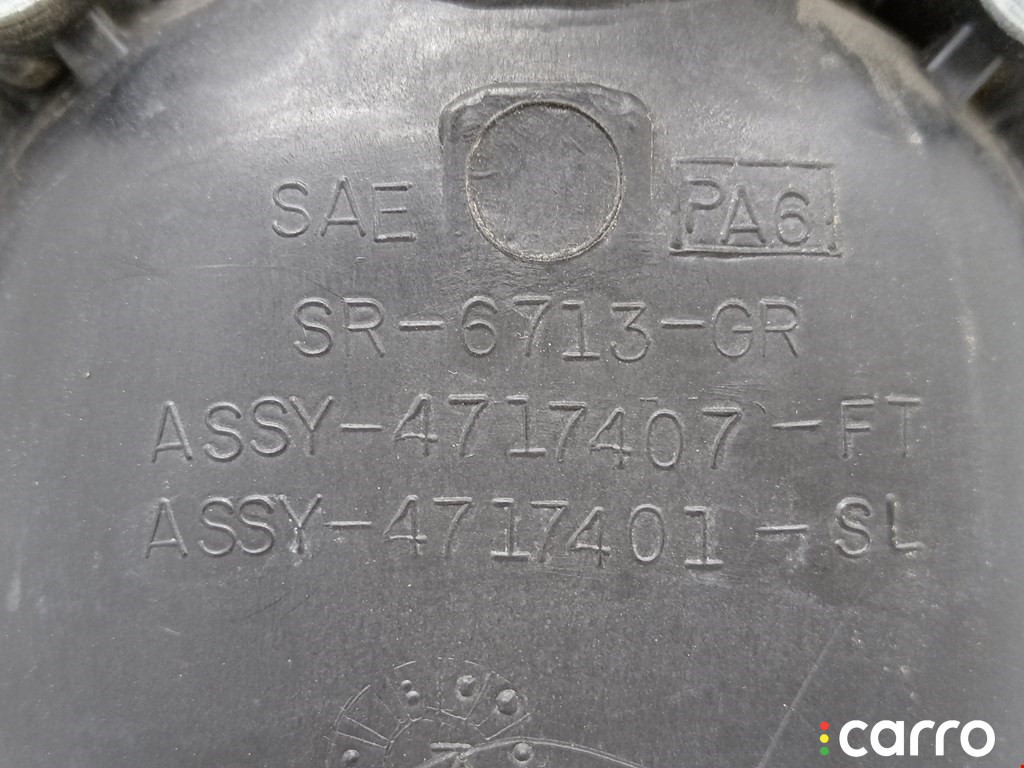 SAE PA6
SR-6713-GR
ASSY-4717407-FT
ASSY-4717401-SL
carro